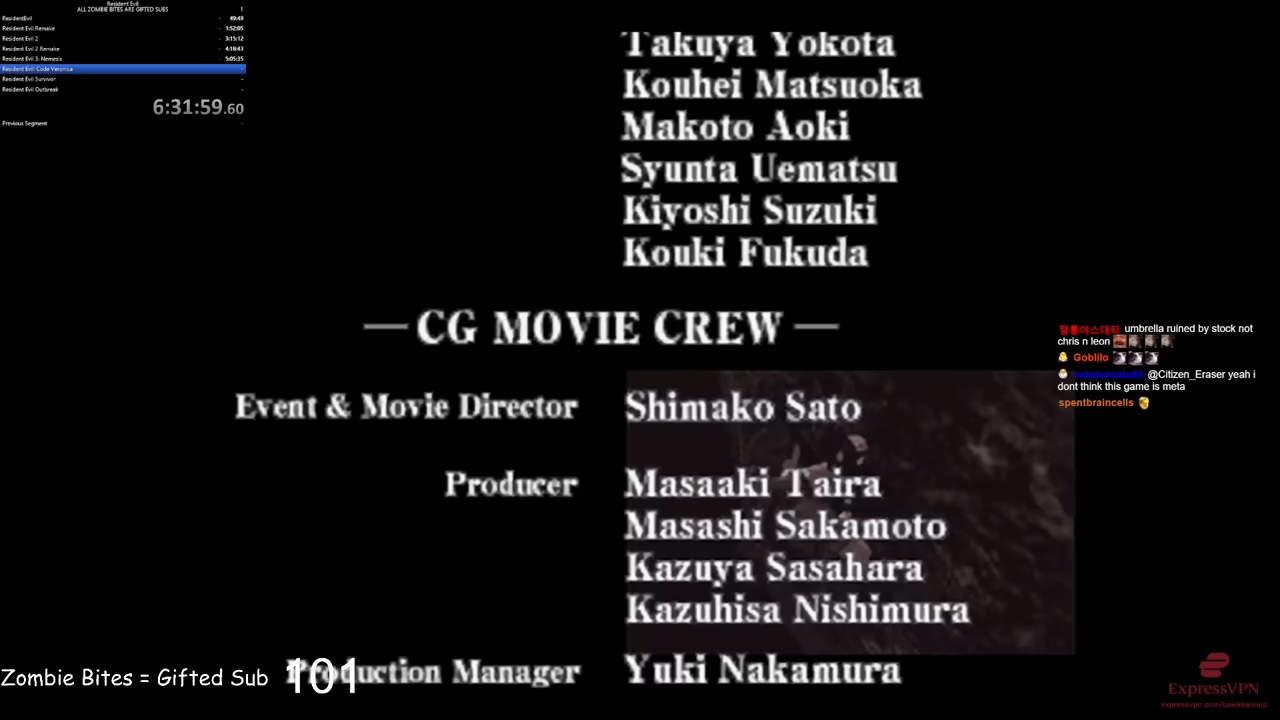 Resident Evil
ALL ZOMBIE BITES ARE GIFTED SUBS 1
ResidentEvil - 49:49
Resident Evil Remake - 1:52:05
Resident Evil 2 - 3:15:12
Resident Evil 2 Remake - 4:18:43
Resident Evil 3: Nemesis - 5:05:35
Resident Evil: Code Veronica -
Resident Evil Survivor -
Resident Evil Outbreak -
6:31:59.60
Previous Segment -
Takuya Yokota
Kouhei Matsuoka
Makoto Aoki
Syunta Uematsu
Kiyoshi Suzuki
Kouki Fukuda
— CG MOVIE CREW —
Event & Movie Director Shimako Sato
Producer Masaaki Taira
Masashi Sakamoto
Kazuya Sasahara
Kazuhisa Nishimura
Production Manager Yuki Nakamura
umbrella ruined by stock not
chris n leon
Goblilo
@Citizen_Eraser yeah i
dont think this game is meta
spentbraincells
Zombie Bites = Gifted Sub 101
ExpressVPN